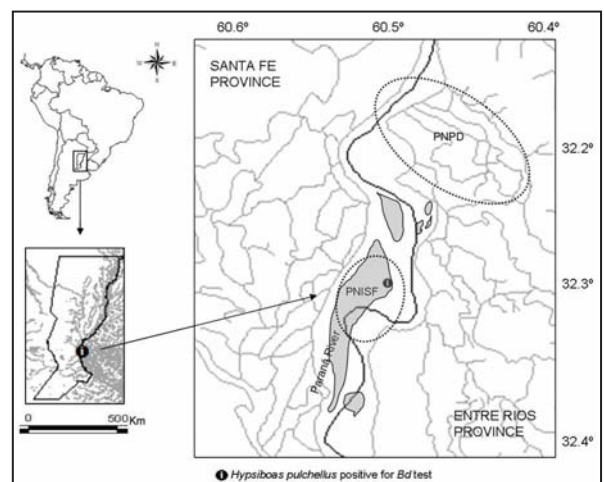 60.6º 60.5º 60.4º
SANTA FE
PROVINCE
PNPD
32.2º
32.3º
PNISF
Paraná River
0 500
Km
ENTRE RIOS
PROVINCE
32.4º
Hypsiboas pulchellus positive for Bd test